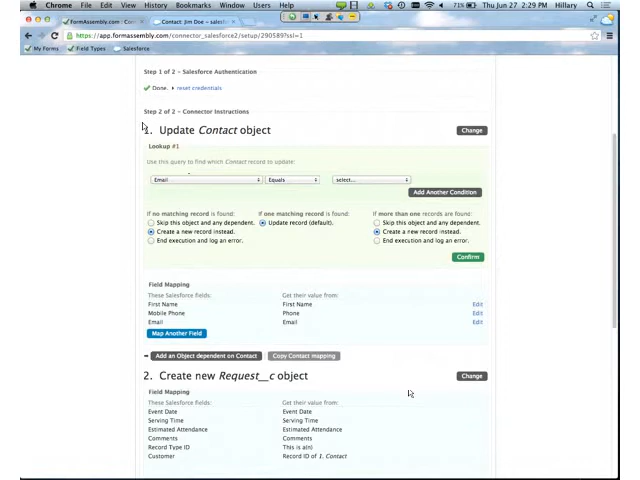 Chrome File Edit View History Bookmarks Window Users Help 71% Thu Jun 27 2:29 PM Hillary
FormAssembly.com : Conn Contact: Jim Doe ~ salesf
https://app.formassembly.com/connector_salesforce2/setup/290589?ssl=1
My Forms Field Types Salesforce
Step 1 of 2 – Salesforce Authentication
Done. reset credentials
Step 2 of 2 – Connector Instructions
1. Update Contact object Change
Lookup #1
Use this query to find which Contact record to update:
Email Equals select...
Add Another Condition
If no matching record is found: If one matching record is found: If more than one records are found:
Skip this object and any dependent. Update record (default). Skip this object and any dependent.
Create a new record instead. Create a new record instead.
End execution and log an error. End execution and log an error.
Confirm
Field Mapping
These Salesforce fields: Get their value from:
First Name First Name Edit
Mobile Phone Phone Edit
Email Email Edit
Map Another Field
Add an Object dependent on Contact Copy Contact mapping
2. Create new Request__c object Change
Field Mapping
These Salesforce fields: Get their value from:
Event Date Event Date
Serving Time Serving Time
Estimated Attendance Estimated Attendance
Comments Comments
Record Type ID This is a(n)
Customer Record ID of 1. Contact